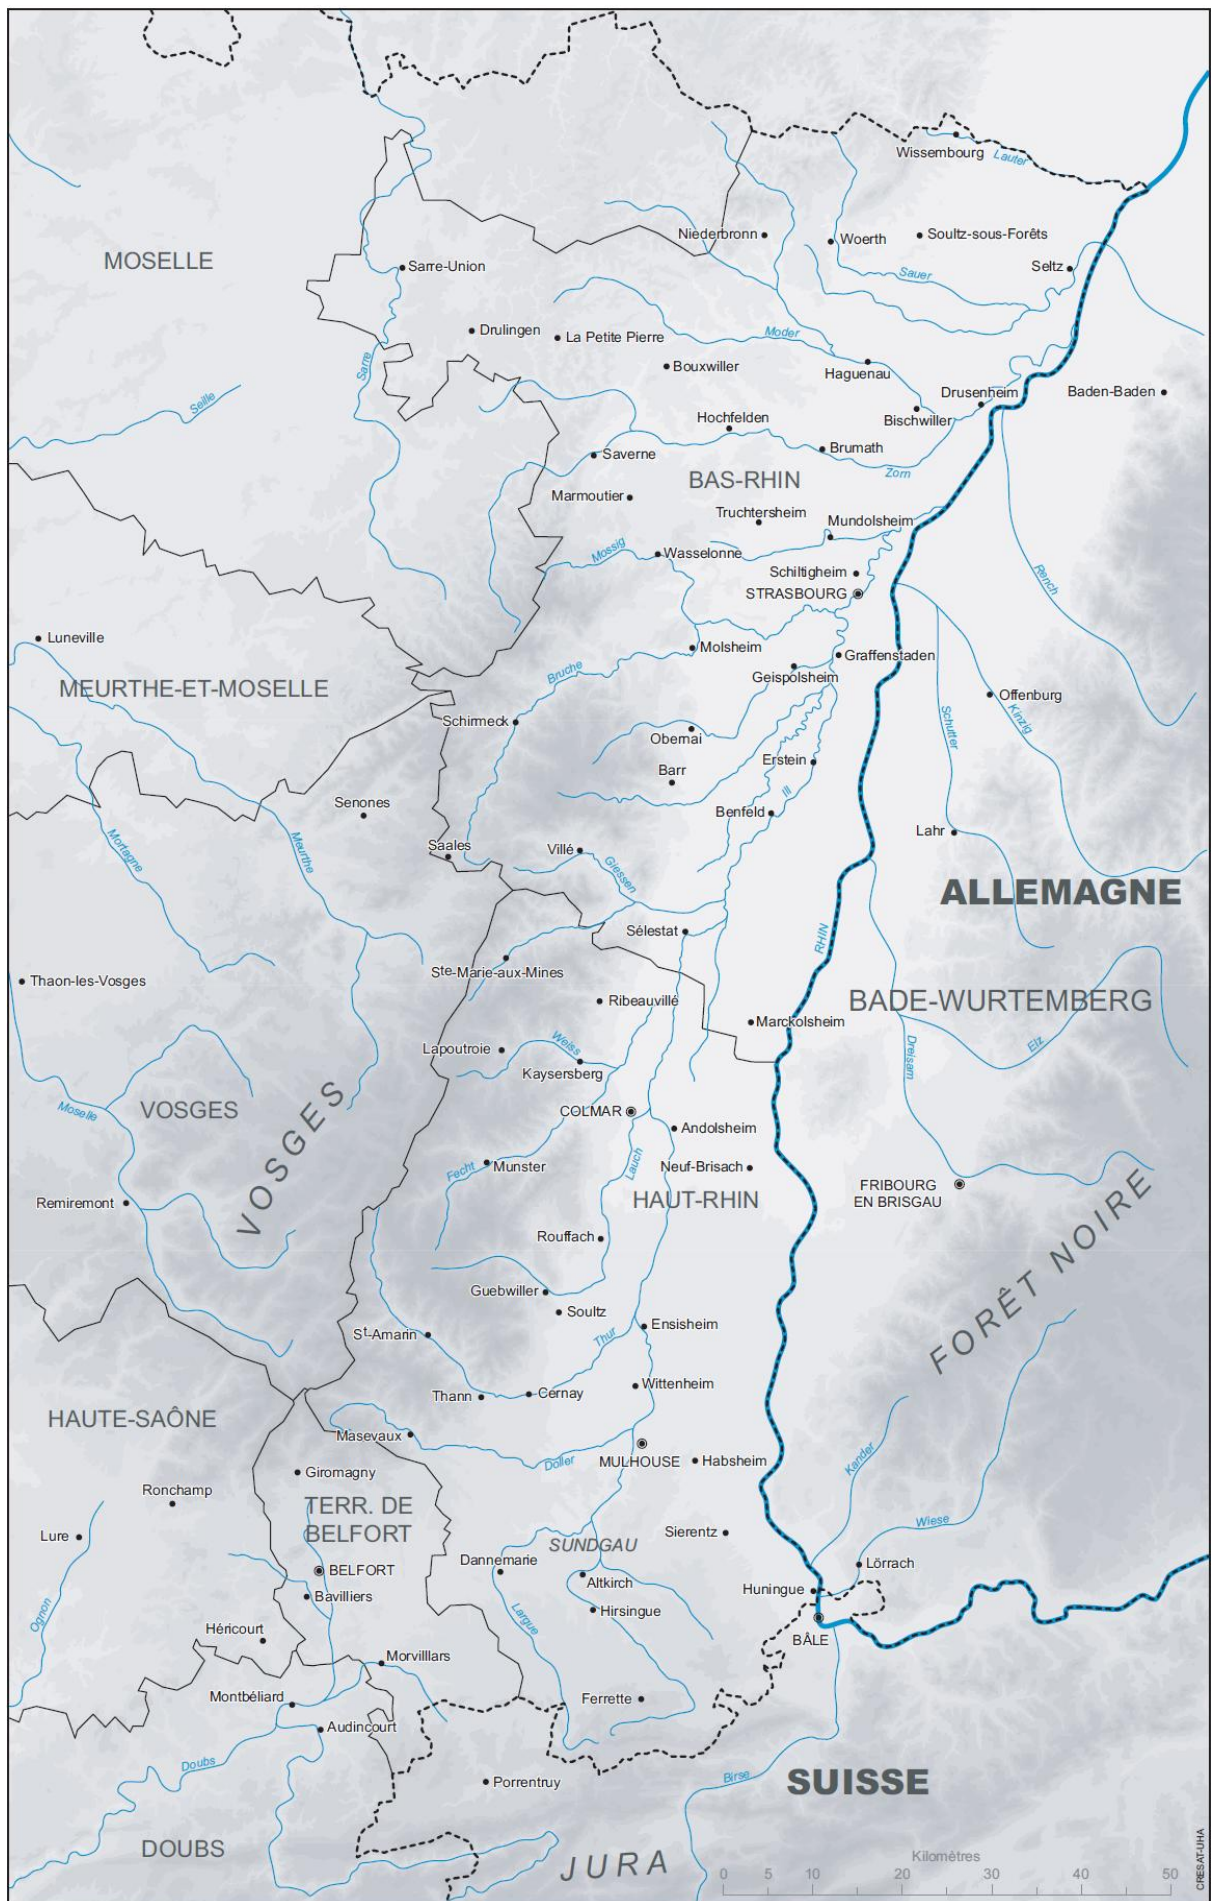 Wissembourg
Lauter
Niederbronn
Woerth
Soultz-sous-Forêts
MOSELLE
Sarre-Union
Sauer
Seltz
Drulingen
La Petite Pierre
Moder
Sarre
Bouxwiller
Haguenau
Seille
Drusenheim
Baden-Baden
Hochfelden
Bischwiller
Saverne
Brumath
Zorn
BAS-RHIN
Marmoutier
Truchtersheim
Mundolsheim
Mossig
Wasselonne
Schiltigheim
Rench
STRASBOURG
Luneville
Molsheim
Graffenstaden
Bruche
Geispolsheim
MEURTHE-ET-MOSELLE
Offenburg
Kinzig
Schutter
Schirmeck
Obernai
Barr
Erstein
Ill
Senones
Benfeld
Lahr
Mortagne
Meurthe
Saales
Villé
Giessen
ALLEMAGNE
Sélestat
RHIN
Ste-Marie-aux-Mines
Thaon-les-Vosges
Ribeauvillé
BADE-WURTEMBERG
Marckolsheim
Weiss
Lapoutroie
Kaysersberg
Elz
Dreisam
Moselle
VOSGES
VOSGES
COLMAR
Andolsheim
Fecht
Munster
Lauch
Neuf-Brisach
HAUT-RHIN
FRIBOURG
EN BRISGAU
Remiremont
Rouffach
FORÊT NOIRE
Guebwiller
Soultz
St-Amarin
Thur
Ensisheim
Thann
Cernay
Wittenheim
HAUTE-SAÔNE
Masevaux
Doller
MULHOUSE
Habsheim
Kander
Giromagny
Ronchamp
TERR. DE
BELFORT
Lure
Sierentz
Wiese
SUNDGAU
Dannemarie
BELFORT
Altkirch
Lörrach
Bavilliers
Huningue
Ognon
Largue
Hirsingue
Héricourt
BÂLE
Morvilllars
Montbéliard
Ferrette
Audincourt
Doubs
Birse
SUISSE
Porrentruy
DOUBS
JURA
Kilomètres
0 5 10 20 30 40 50
CRESAT-UHA